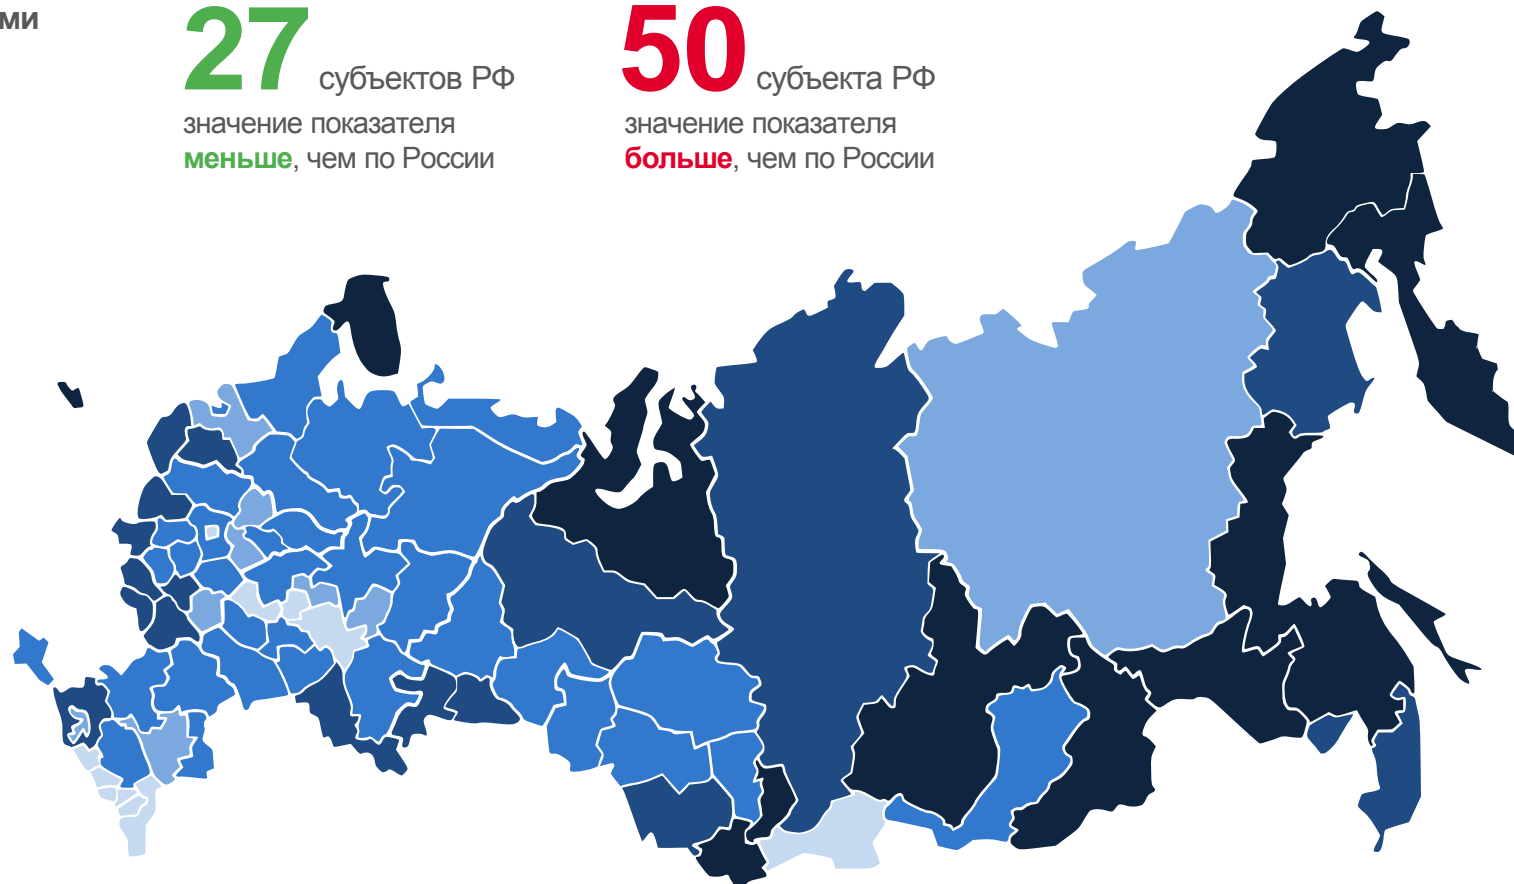 ми
27 субъектов РФ
значение показателя
меньше, чем по России
50 субъекта РФ
значение показателя
больше, чем по России